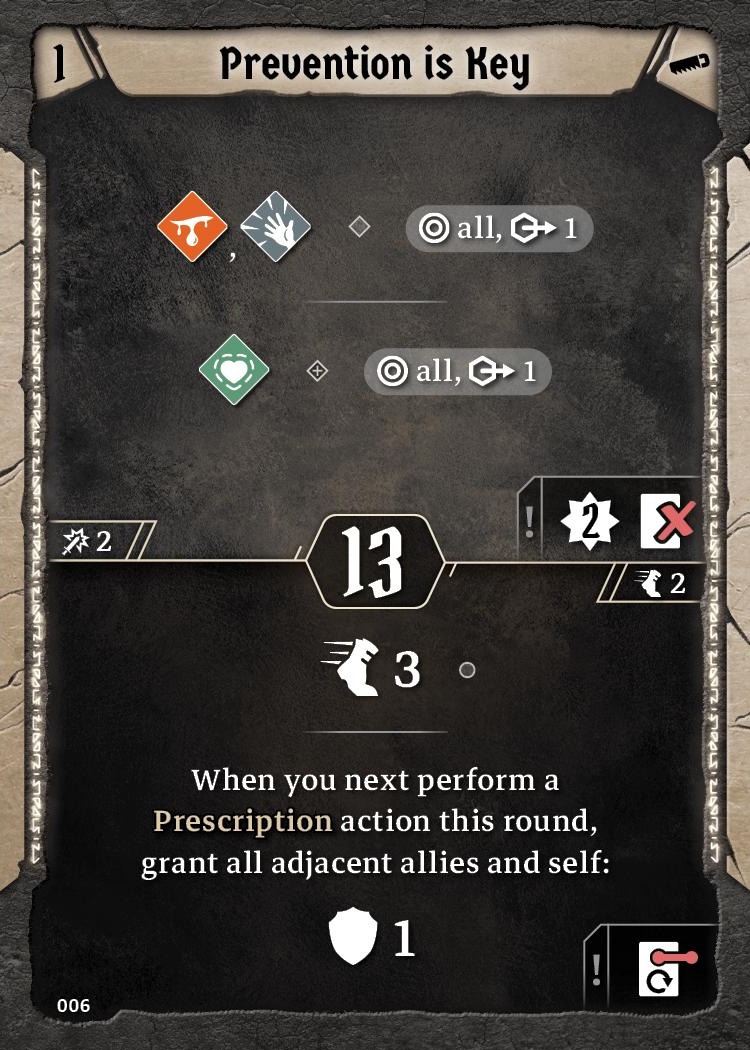 1 Prevention is Key
, all, 1
all, 1
! 2
2
13
2
3
When you next perform a
Prescription action this round,
grant all adjacent allies and self:
1
!
006